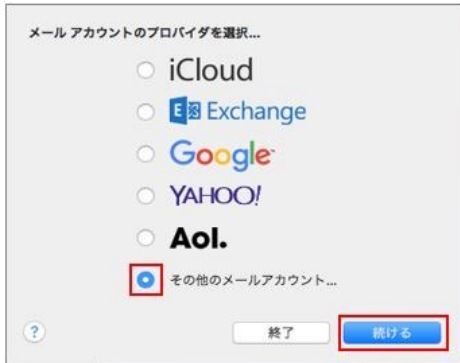 メール アカウントのプロバイダを選択...
iCloud
E Exchange
Google™
YAHOO!
Aol.
その他のメールアカウント...
? 終了 続ける